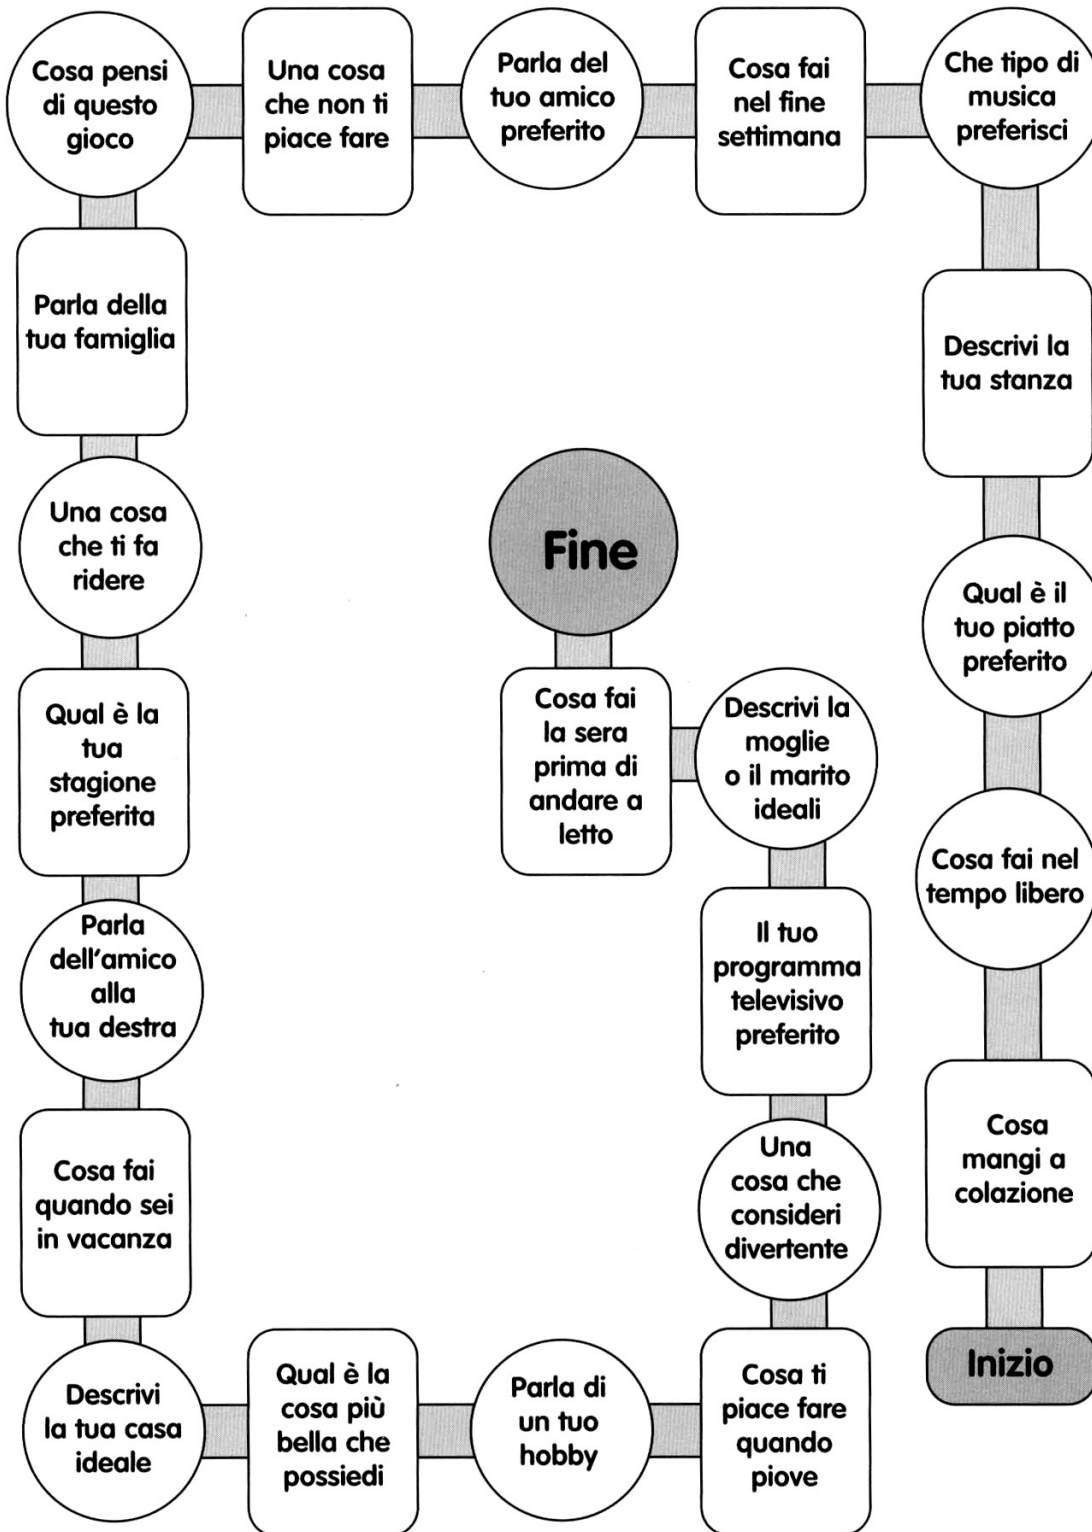 Cosa pensi
di questo
gioco
Una cosa
che non ti
piace fare
Parla del
tuo amico
preferito
Cosa fai
nel fine
settimana
Che tipo di
musica
preferisci
Parla della
tua famiglia
Descrivi la
tua stanza
Una cosa
che ti fa
ridere
Fine
Qual è il
tuo piatto
preferito
Qual è la
tua
stagione
preferita
Cosa fai
la sera
prima di
andare a
letto
Descrivi la
moglie
o il marito
ideali
Cosa fai nel
tempo libero
Parla
dell'amico
alla
tua destra
Il tuo
programma
televisivo
preferito
Cosa
mangi a
colazione
Cosa fai
quando sei
in vacanza
Una
cosa che
consideri
divertente
Inizio
Descrivi
la tua casa
ideale
Qual è la
cosa più
bella che
possiedi
Parla di
un tuo
hobby
Cosa ti
piace fare
quando
piove